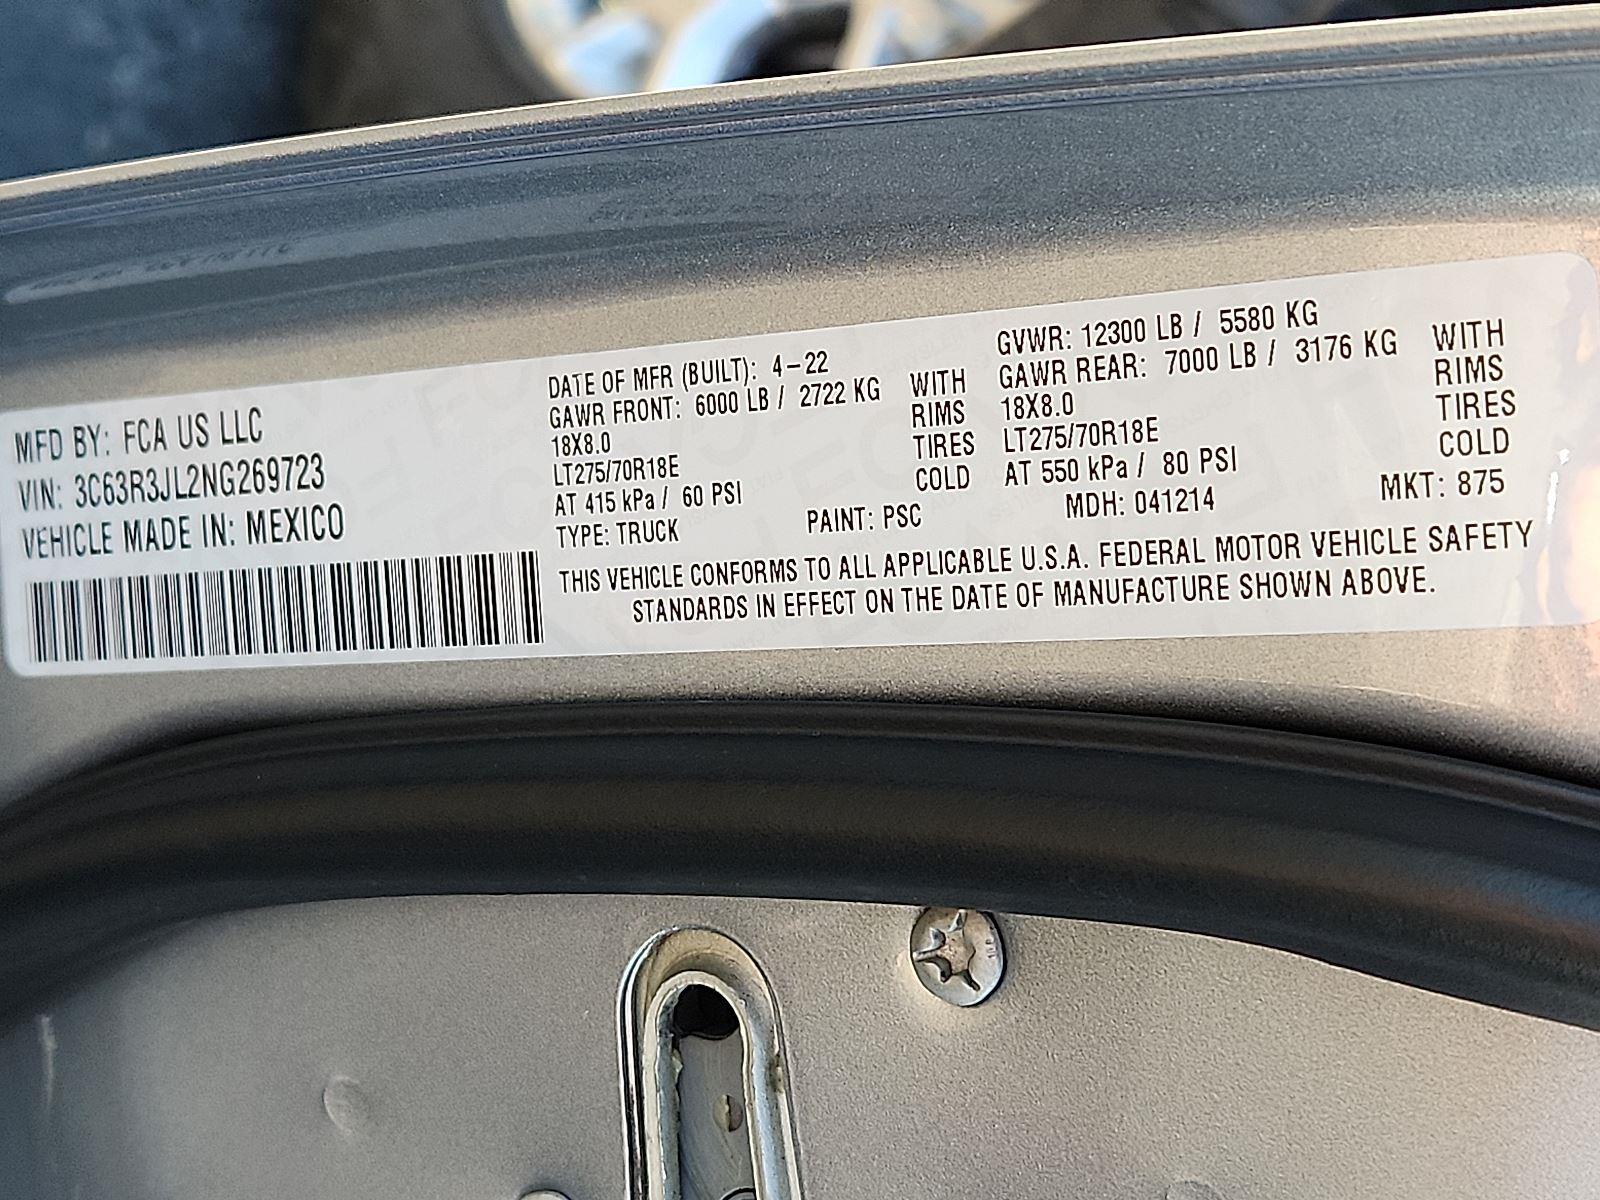 MFD BY: FCA US LLC
VIN: 3C63R3JL2NG269723
VEHICLE MADE IN: MEXICO
DATE OF MFR (BUILT): 4-22
GAWR FRONT: 6000 LB / 2722 KG WITH
18X8.0 RIMS
LT275/70R18E TIRES
AT 415 kPa / 60 PSI COLD
TYPE: TRUCK PAINT: PSC
GVWR: 12300 LB / 5580 KG
GAWR REAR: 7000 LB / 3176 KG WITH
18X8.0 RIMS
LT275/70R18E TIRES
AT 550 kPa / 80 PSI COLD
MDH: 041214 MKT: 875
THIS VEHICLE CONFORMS TO ALL APPLICABLE U.S.A. FEDERAL MOTOR VEHICLE SAFETY
STANDARDS IN EFFECT ON THE DATE OF MANUFACTURE SHOWN ABOVE.